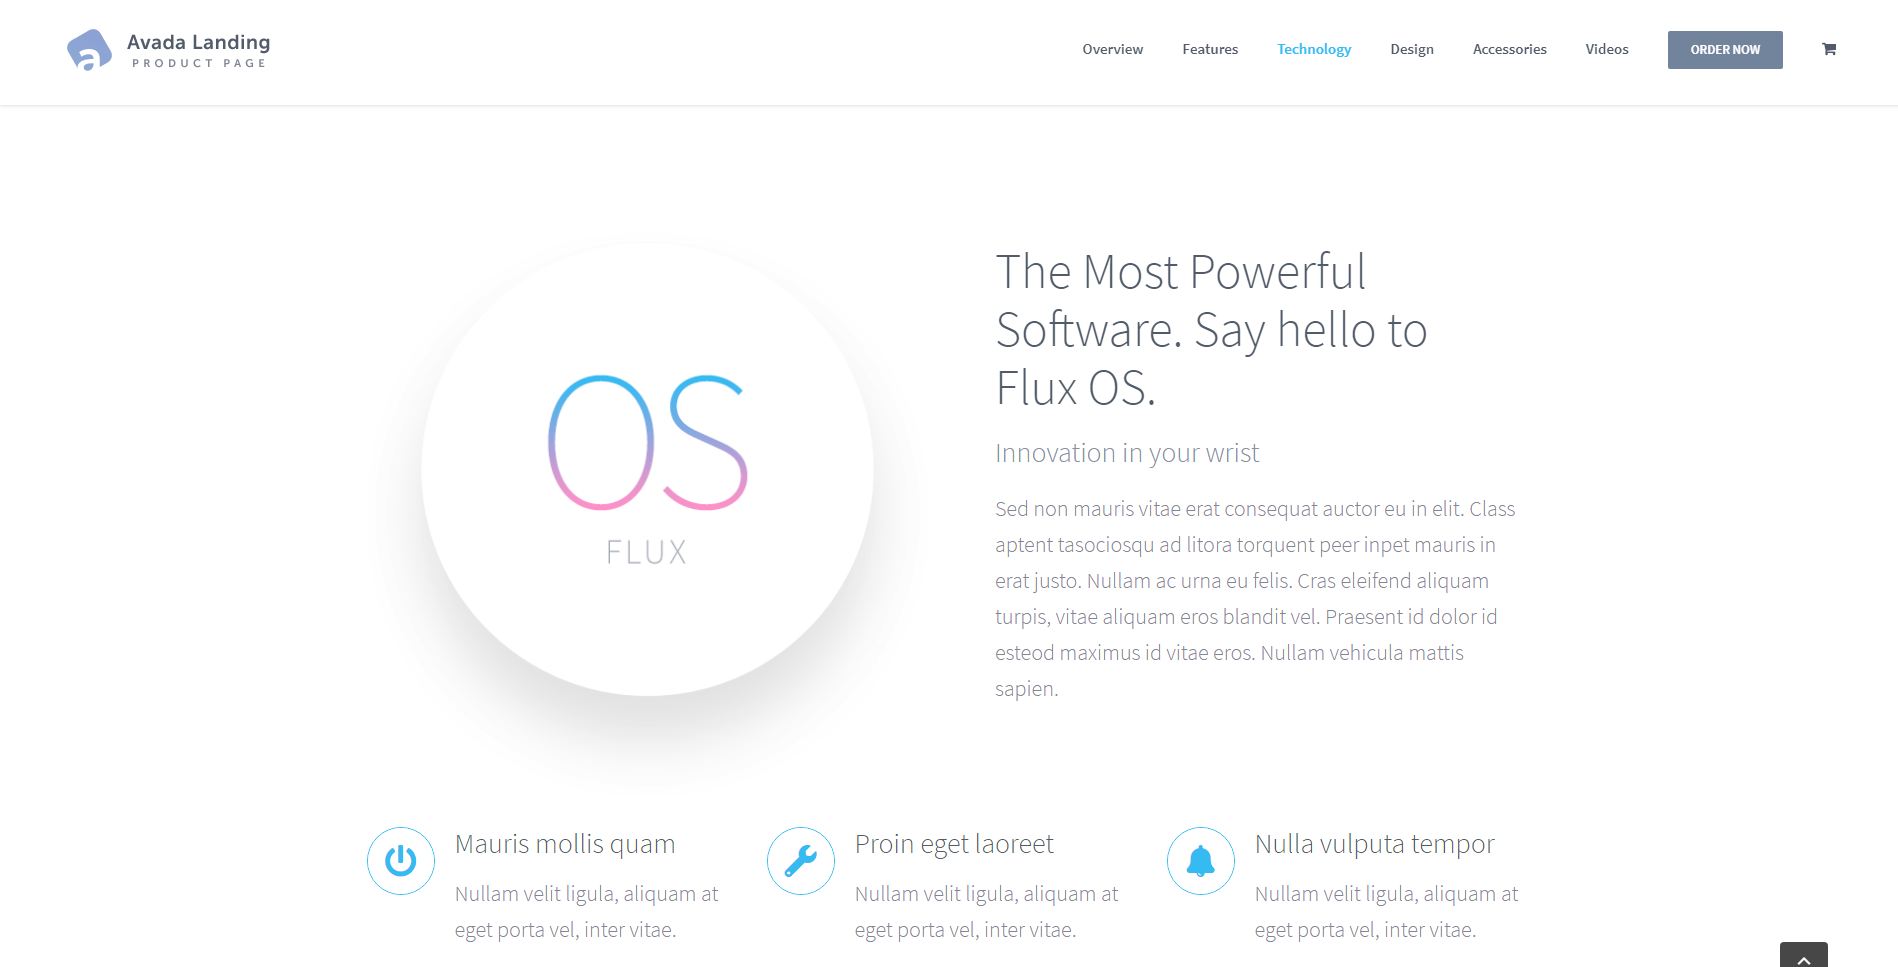 Avada Landing
PRODUCT PAGE
Overview
Features
Technology
Design
Accessories
Videos
ORDER NOW
OS
FLUX
The Most Powerful
Software. Say hello to
Flux OS.
Innovation in your wrist
Sed non mauris vitae erat consequat auctor eu in elit. Class
aptent tasociosqu ad litora torquent peer inpet mauris in
erat justo. Nullam ac urna eu felis. Cras eleifend aliquam
turpis, vitae aliquam eros blandit vel. Praesent id dolor id
esteod maximus id vitae eros. Nullam vehicula mattis
sapien.
Mauris mollis quam
Nullam velit ligula, aliquam at
eget porta vel, inter vitae.
Proin eget laoreet
Nullam velit ligula, aliquam at
eget porta vel, inter vitae.
Nulla vulputa tempor
Nullam velit ligula, aliquam at
eget porta vel, inter vitae.